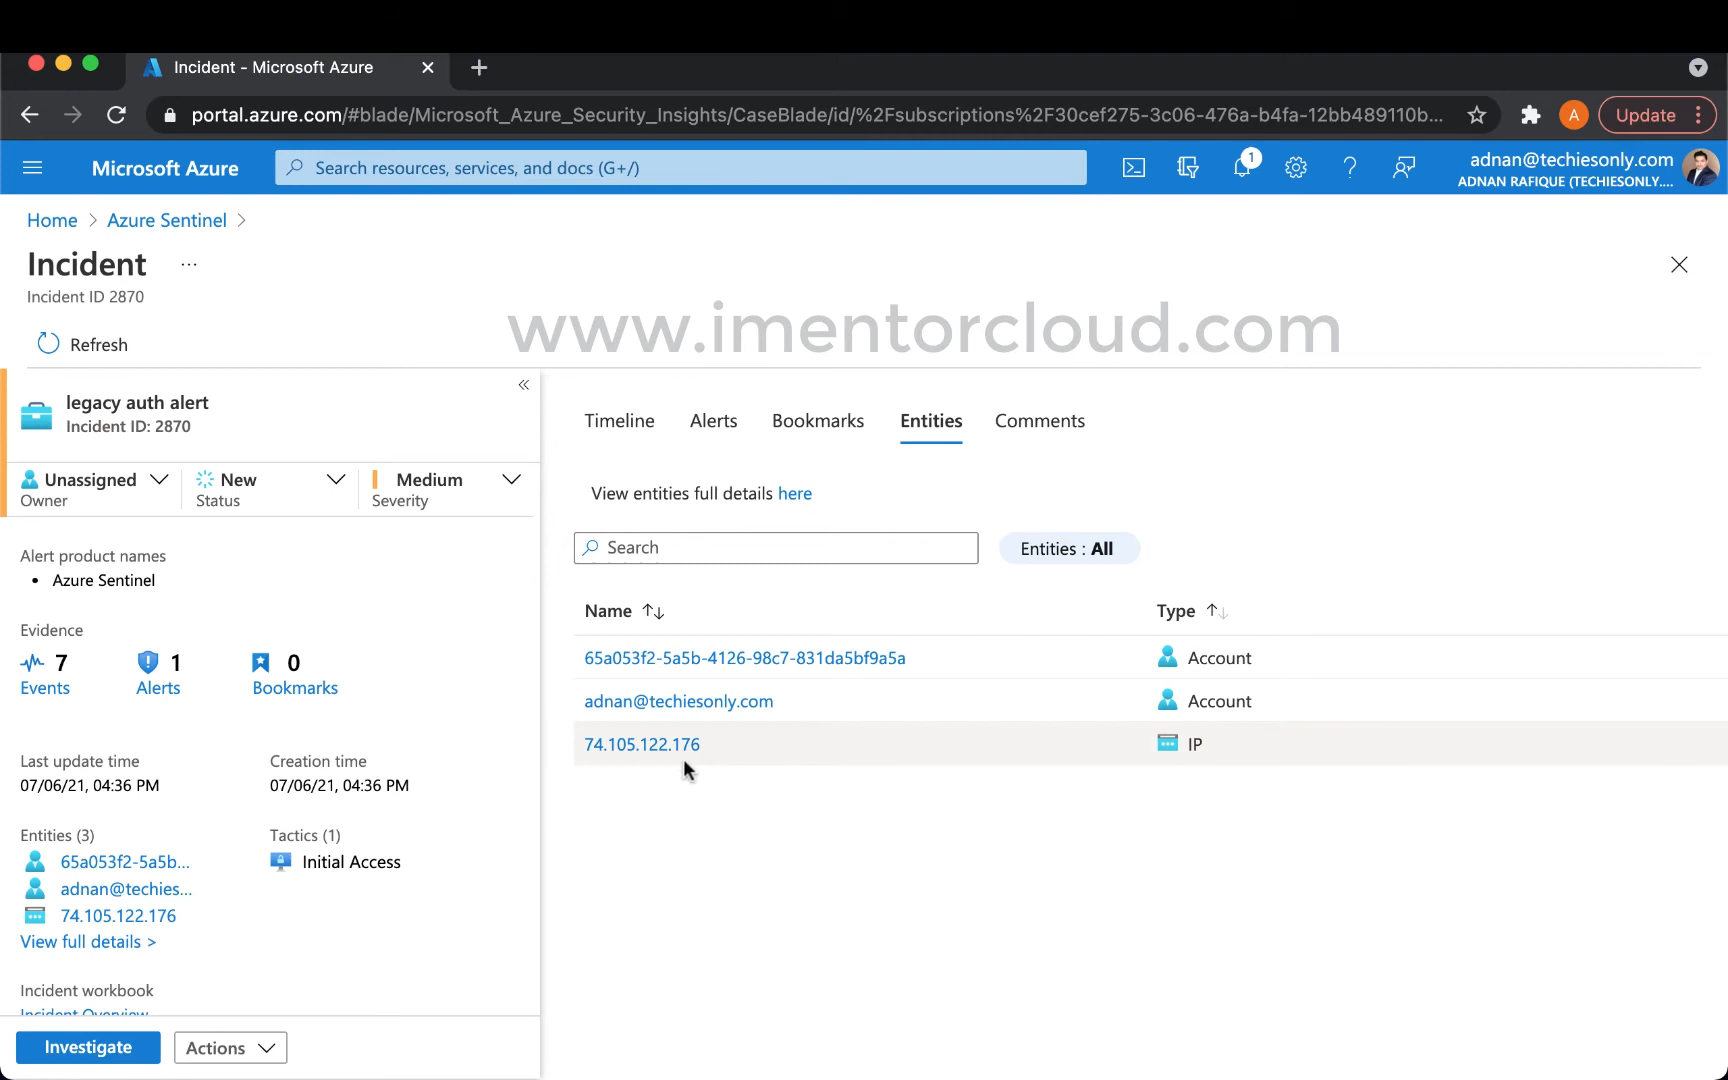 Incident - Microsoft Azure
portal.azure.com/#blade/Microsoft_Azure_Security_Insights/CaseBlade/id/%2Fsubscriptions%2F30cef275-3c06-476a-b4fa-12bb489110b...
A
Update
Microsoft Azure
Search resources, services, and docs (G+/)
1
adnan@techiesonly.com
ADNAN RAFIQUE (TECHIESONLY....
Home > Azure Sentinel >
Incident ...
Incident ID 2870
www.imentorcloud.com
Refresh
legacy auth alert
Incident ID: 2870
Unassigned
Owner
New
Status
Medium
Severity
Alert product names
• Azure Sentinel
Evidence
7
Events
1
Alerts
0
Bookmarks
Last update time
07/06/21, 04:36 PM
Creation time
07/06/21, 04:36 PM
Entities (3)
65a053f2-5a5b...
adnan@techies...
74.105.122.176
View full details >
Tactics (1)
Initial Access
Incident workbook
Incident Overview
Investigate
Actions
Timeline Alerts Bookmarks Entities Comments
View entities full details here
Search
Entities : All
Name Type
65a053f2-5a5b-4126-98c7-831da5bf9a5a Account
adnan@techiesonly.com Account
74.105.122.176 IP